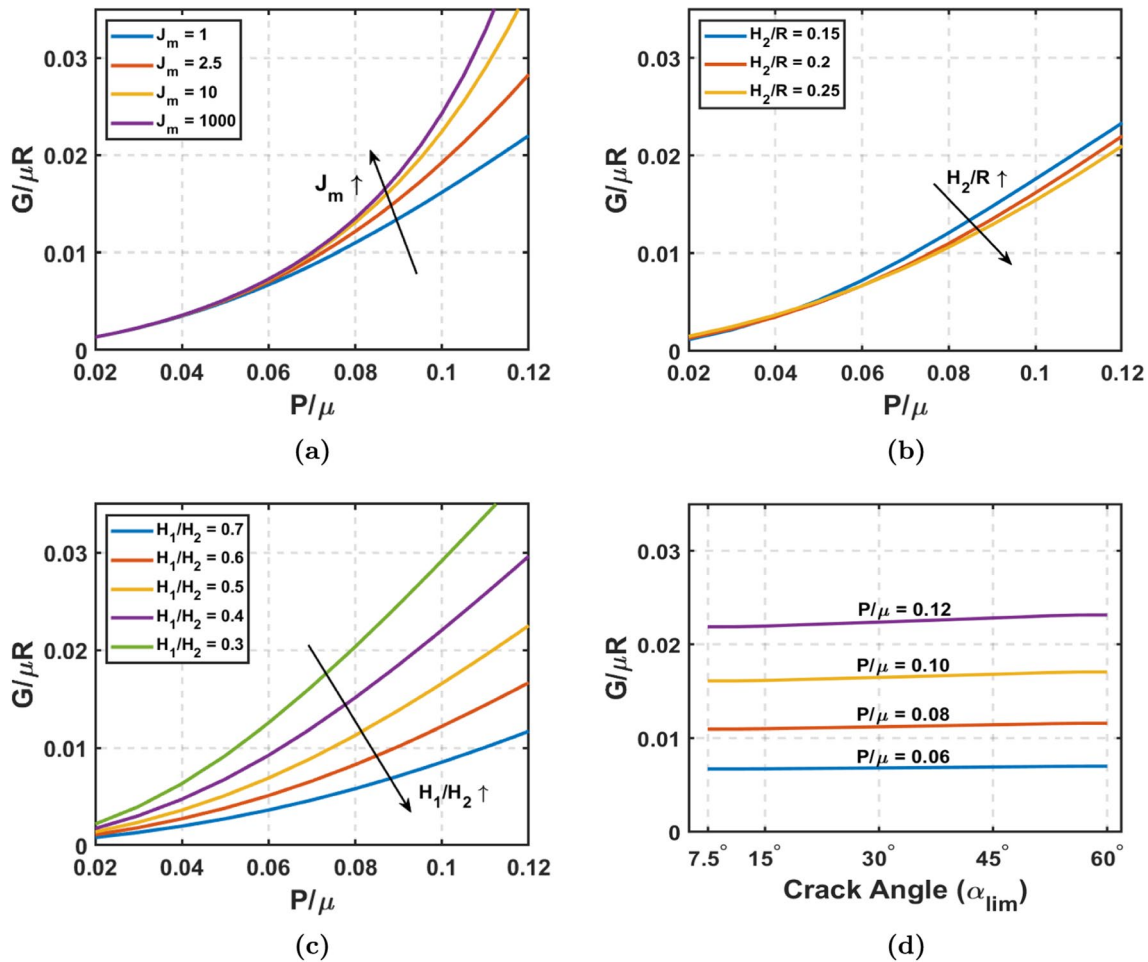 0.03
0.02
0.01
0
G/μR
J_m = 1
J_m = 2.5
J_m = 10
J_m = 1000
J_m ↑
0.02 0.04 0.06 0.08 0.1 0.12
P/μ
(a)
0.03
0.02
0.01
0
G/μR
H_2/R = 0.15
H_2/R = 0.2
H_2/R = 0.25
H_2/R ↑
0.02 0.04 0.06 0.08 0.1 0.12
P/μ
(b)
0.03
0.02
0.01
0
G/μR
H_1/H_2 = 0.7
H_1/H_2 = 0.6
H_1/H_2 = 0.5
H_1/H_2 = 0.4
H_1/H_2 = 0.3
H_1/H_2 ↑
0.02 0.04 0.06 0.08 0.1 0.12
P/μ
(c)
0.03
0.02
0.01
0
G/μR
P/μ = 0.12
P/μ = 0.10
P/μ = 0.08
P/μ = 0.06
7.5° 15° 30° 45° 60°
Crack Angle (α_lim)
(d)